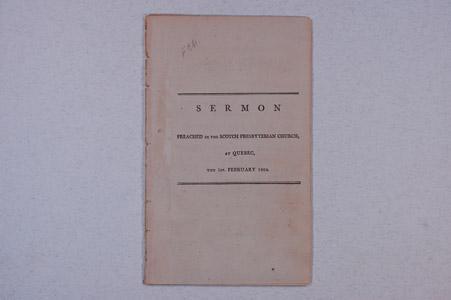 SERMON
PREACHED IN THE SCOTCH PRESBYTERIAN CHURCH,
AT QUEBEC,
THE 1st. FEBRUARY